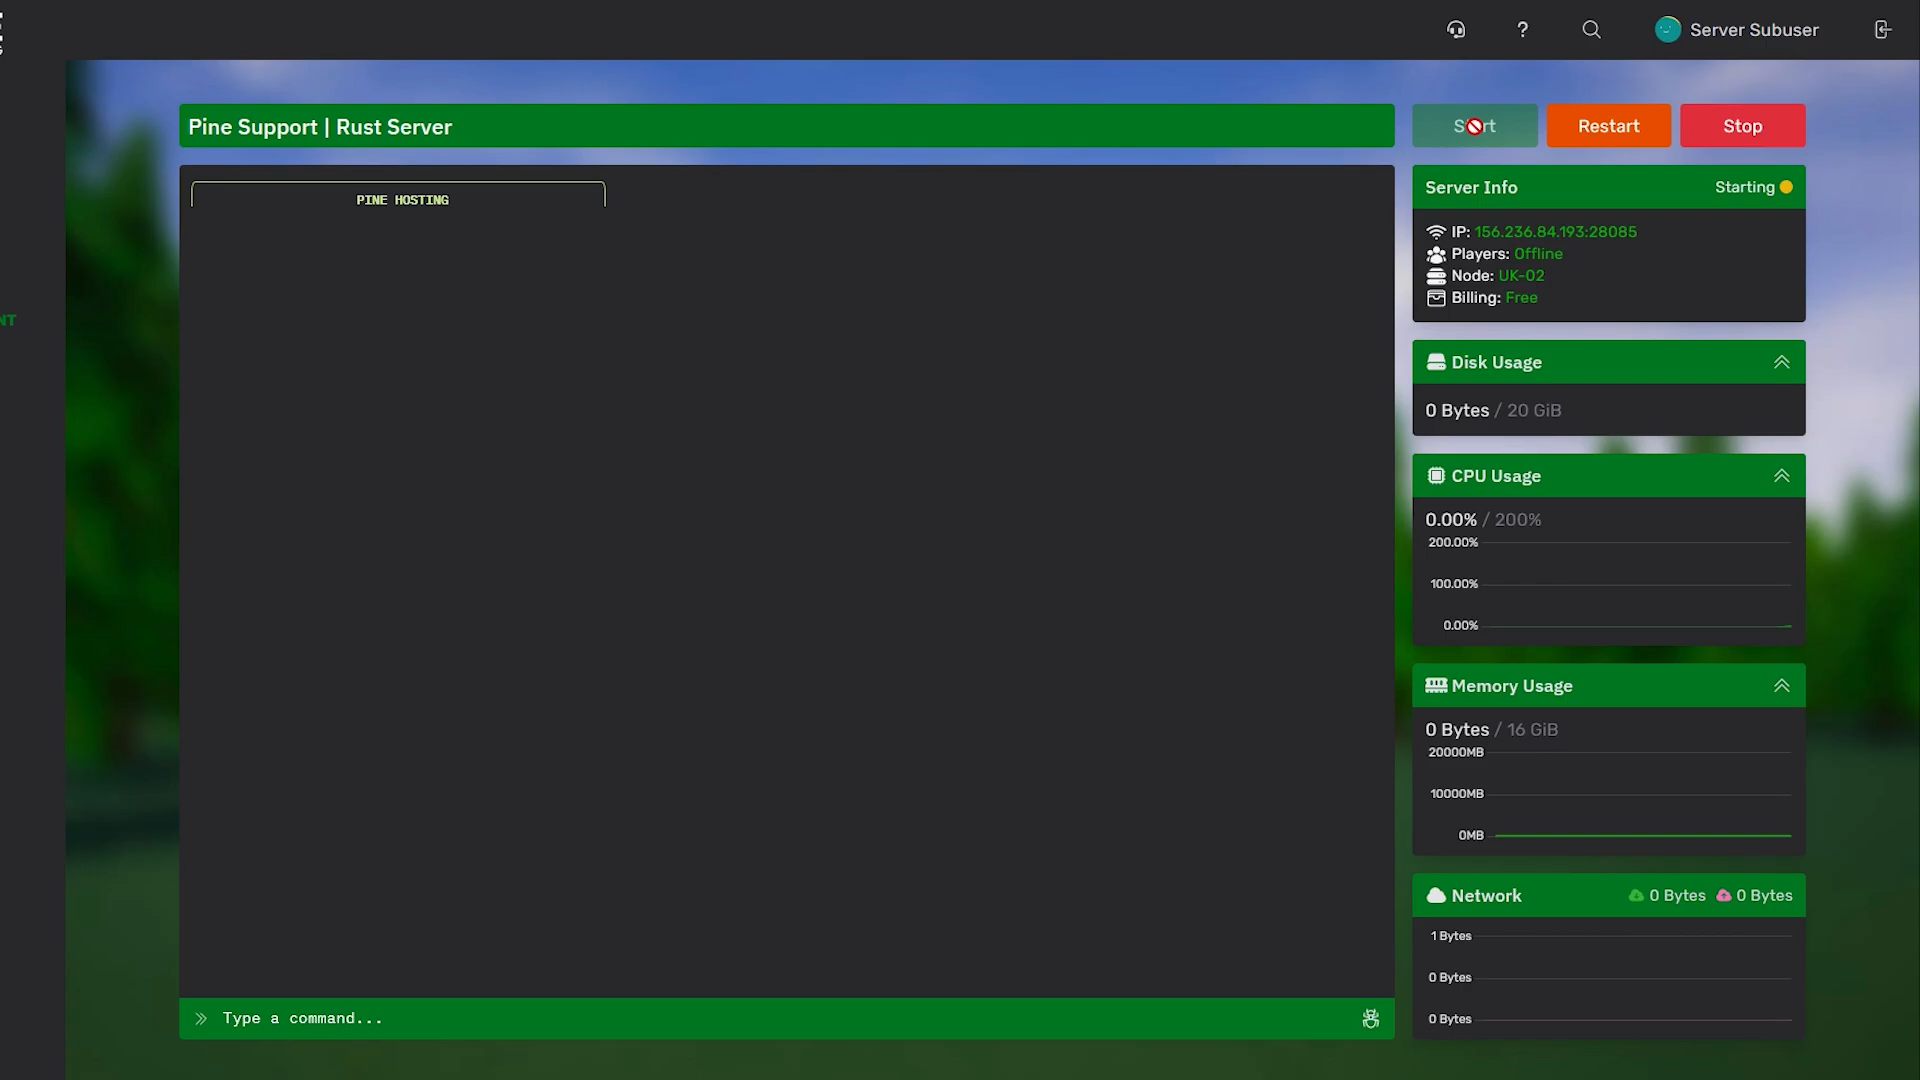 ?
Server Subuser
Pine Support | Rust Server
Restart
Stop
PINE HOSTING
Server Info
Starting
IP: 156.236.84.193:28085
Players: Offline
Node: UK-02
Billing: Free
NT
Disk Usage
0 Bytes / 20 GiB
CPU Usage
0.00% / 200%
200.00%
100.00%
0.00%
Memory Usage
0 Bytes / 16 GiB
20000MB
10000MB
0MB
Network
0 Bytes
0 Bytes
1 Bytes
0 Bytes
0 Bytes
Type a command...